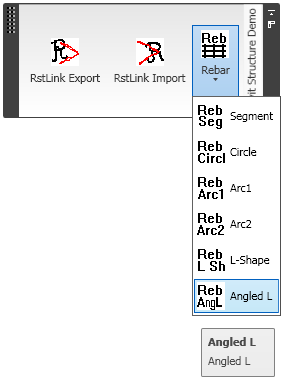 RstLink Export
RstLink Import
Reb
Rebar
Structure Demo
Reb
Seg
Segment
Reb
Circl
Circle
Reb
Arc1
Arc1
Reb
Arc2
Arc2
Reb
L Sh
L-Shape
Reb
AngL
Angled L
Angled L
Angled L